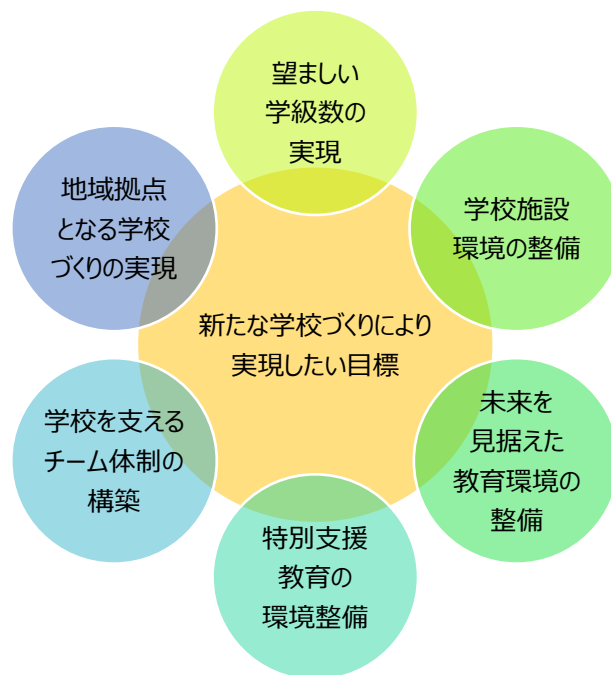 望ましい
学級数の
実現
学校施設
環境の整備
未来を
見据えた
教育環境の
整備
特別支援
教育の
環境整備
学校を支える
チーム体制の
構築
地域拠点
となる学校
づくりの実現
新たな学校づくりにより
実現したい目標